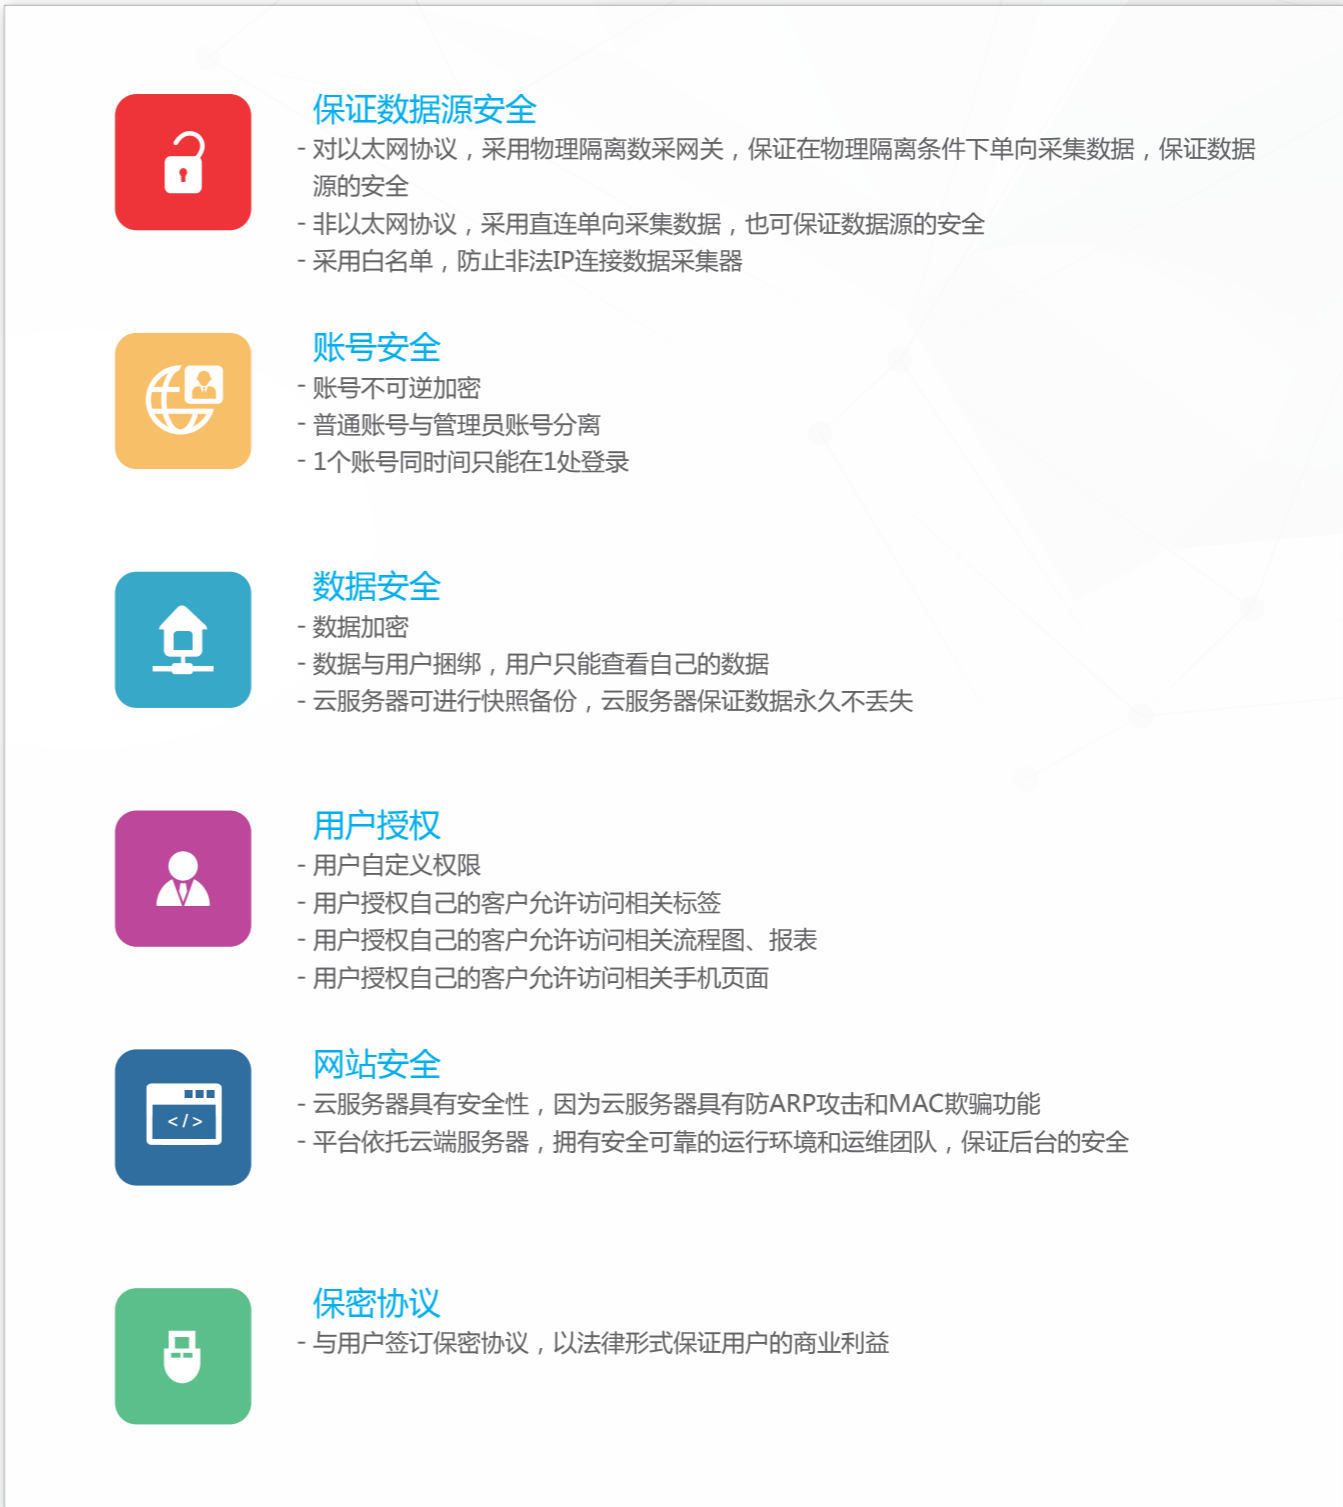 保证数据源安全
- 对以太网协议，采用物理隔离数采网关，保证在物理隔离条件下单向采集数据，保证数据
源的安全
- 非以太网协议，采用直连单向采集数据，也可保证数据源的安全
- 采用白名单，防止非法IP连接数据采集器
账号安全
- 账号不可逆加密
- 普通账号与管理员账号分离
- 1个账号同时间只能在1处登录
数据安全
- 数据加密
- 数据与用户捆绑，用户只能查看自己的数据
- 云服务器可进行快照备份，云服务器保证数据永久不丢失
用户授权
- 用户自定义权限
- 用户授权自己的客户允许访问相关标签
- 用户授权自己的客户允许访问相关流程图、报表
- 用户授权自己的客户允许访问相关手机页面
网站安全
- 云服务器具有安全性，因为云服务器具有防ARP攻击和MAC欺骗功能
</>
- 平台依托云端服务器，拥有安全可靠的运行环境和运维团队，保证后台的安全
保密协议
- 与用户签订保密协议，以法律形式保证用户的商业利益